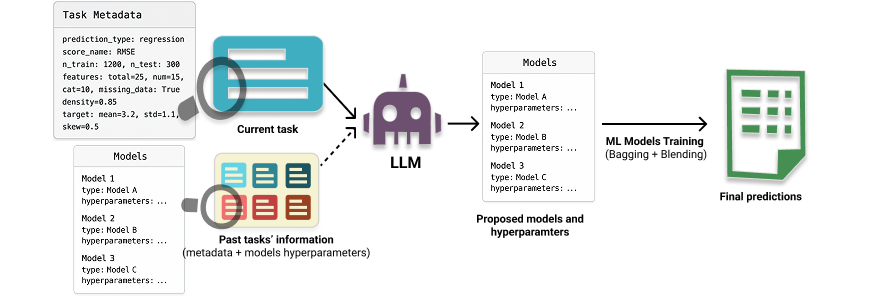 Task Metadata
prediction_type: regression
score_name: RMSE
n_train: 1200, n_test: 300
features: total=25, num=15,
cat=10, missing_data: True
density=0.85
target: mean=3.2, std=1.1,
skew=0.5
Current task
Models
Model 1
type: Model A
hyperparameters: ...
Model 2
type: Model B
hyperparameters: ...
Model 3
type: Model C
hyperparameters: ...
Past tasks' information
(metadata + models hyperparameters)
LLM
Models
Model 1
type: Model A
hyperparameters: ...
Model 2
type: Model B
hyperparameters: ...
Model 3
type: Model C
hyperparameters: ...
Proposed models and
hyperparamters
ML Models Training
(Bagging + Blending)
Final predictions